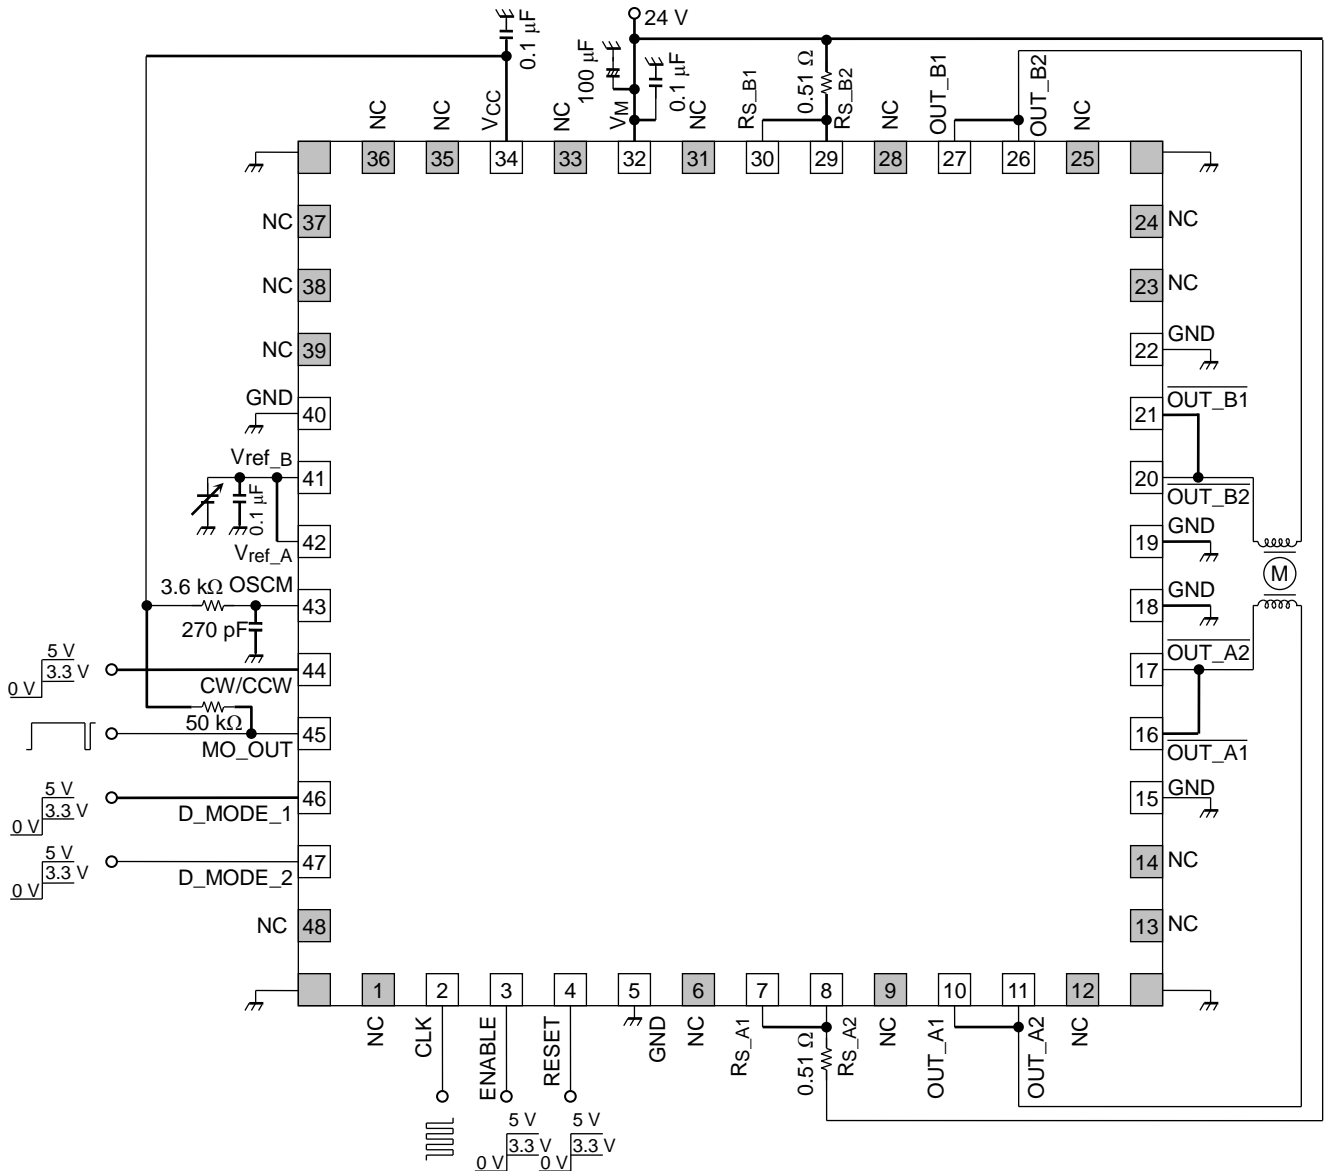 24 V
0.1 µF
100 µF
0.1 µF
0.51 Ω
NC
NC
VCC
NC
VM
NC
RS_B1
RS_B2
NC
OUT_B1
OUT_B2
NC
36
35
34
33
32
31
30
29
28
27
26
25
NC 37
24 NC
NC 38
23 NC
NC 39
22 GND
GND 40
21 OUT_B1
Vref_B 41
20 OUT_B2
0.1 µF
Vref_A 42
19 GND
3.6 kΩ OSCM 43
M
18 GND
270 pF
5 V
3.3 V
0 V
CW/CCW 44
17 OUT_A2
50 kΩ
MO_OUT 45
16 OUT_A1
5 V
3.3 V
0 V
D_MODE_1 46
15 GND
5 V
3.3 V
0 V
D_MODE_2 47
14 NC
NC 48
13 NC
1
2
3
4
5
6
7
8
9
10
11
12
NC
CLK
ENABLE
RESET
GND
NC
RS_A1
0.51 Ω
RS_A2
NC
OUT_A1
OUT_A2
NC
5 V
3.3 V
0 V
5 V
3.3 V
0 V